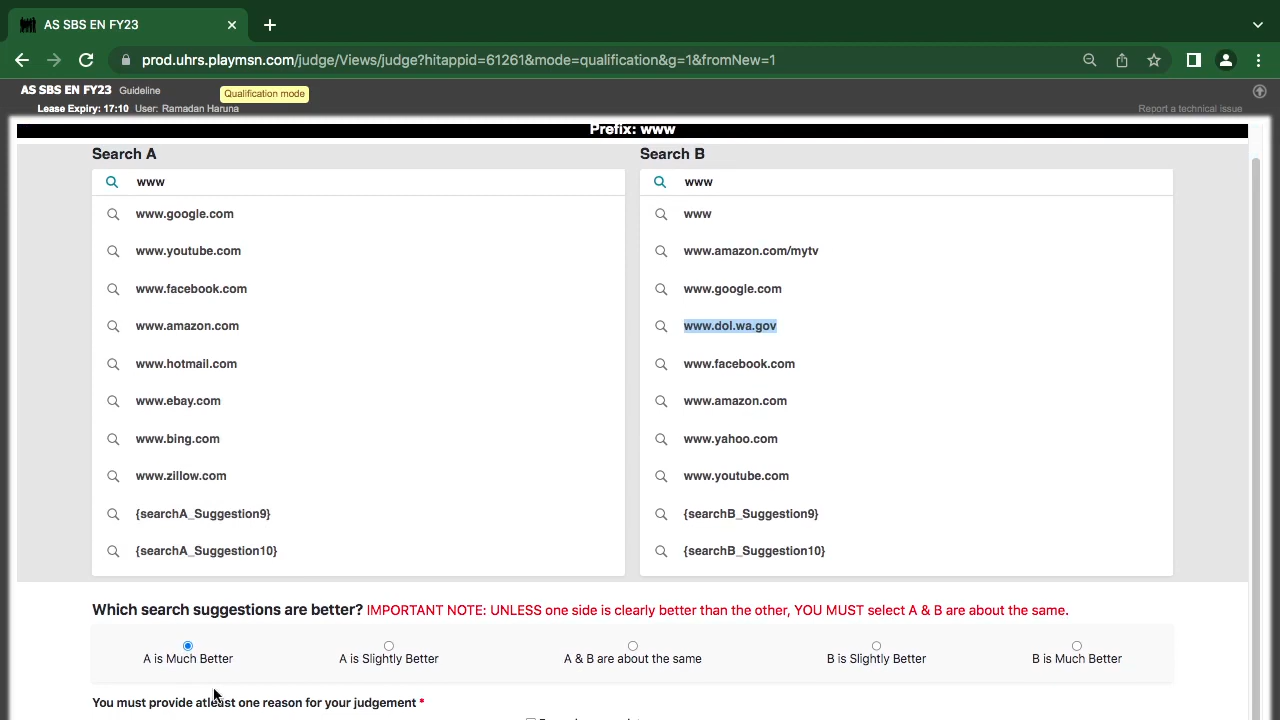 AS SBS EN FY23
prod.uhrs.playmsn.com/judge/Views/judge?hitappid=61261&mode=qualification&g=1&fromNew=1
AS SBS EN FY23 Guideline
Qualification mode
Lease Expiry: 17:10 User: Ramadan Haruna
Report a technical issue
Prefix: www
Search A
www
www.google.com
www.youtube.com
www.facebook.com
www.amazon.com
www.hotmail.com
www.ebay.com
www.bing.com
www.zillow.com
{searchA_Suggestion9}
{searchA_Suggestion10}
Search B
www
www
www.amazon.com/mytv
www.google.com
www.dol.wa.gov
www.facebook.com
www.amazon.com
www.yahoo.com
www.youtube.com
{searchB_Suggestion9}
{searchB_Suggestion10}
Which search suggestions are better? IMPORTANT NOTE: UNLESS one side is clearly better than the other, YOU MUST select A & B are about the same.
A is Much Better
A is Slightly Better
A & B are about the same
B is Slightly Better
B is Much Better
You must provide atleast one reason for your judgement *